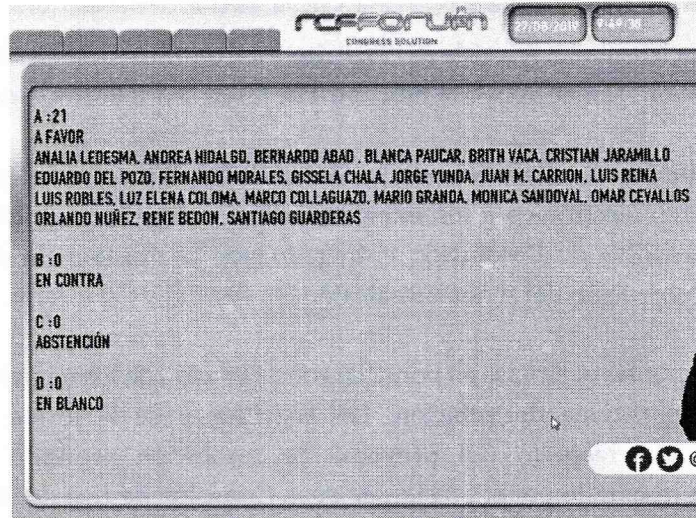 rcfforum
CONGRESS SOLUTION
A :21
A FAVOR
ANALIA LEDESMA, ANDREA HIDALGO, BERNARDO ABAD . BLANCA PAUCAR, BRITH VACA, CRISTIAN JARAMILLO
EDUARDO DEL POZO, FERNANDO MORALES, GISSELA CHALA, JORGE YUNDA, JUAN M. CARRION, LUIS REINA
LUIS ROBLES, LUZ ELENA COLOMA, MARCO COLLAGUAZO, MARIO GRANDA, MONICA SANDOVAL, OMAR CEVALLOS
ORLANDO NUÑEZ, RENE BEDON, SANTIAGO GUARDERAS
B :0
EN CONTRA
C :0
ABSTENCIÓN
D :0
EN BLANCO